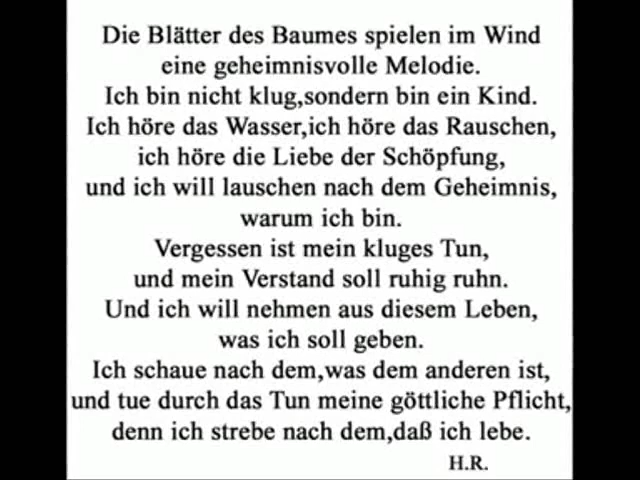 Die Blätter des Baumes spielen im Wind
eine geheimnisvolle Melodie.
Ich bin nicht klug,sondern bin ein Kind.
Ich höre das Wasser,ich höre das Rauschen,
ich höre die Liebe der Schöpfung,
und ich will lauschen nach dem Geheimnis,
warum ich bin.
Vergessen ist mein kluges Tun,
und mein Verstand soll ruhig ruhn.
Und ich will nehmen aus diesem Leben,
was ich soll geben.
Ich schaue nach dem,was dem anderen ist,
und tue durch das Tun meine göttliche Pflicht,
denn ich strebe nach dem,daß ich lebe.
H.R.